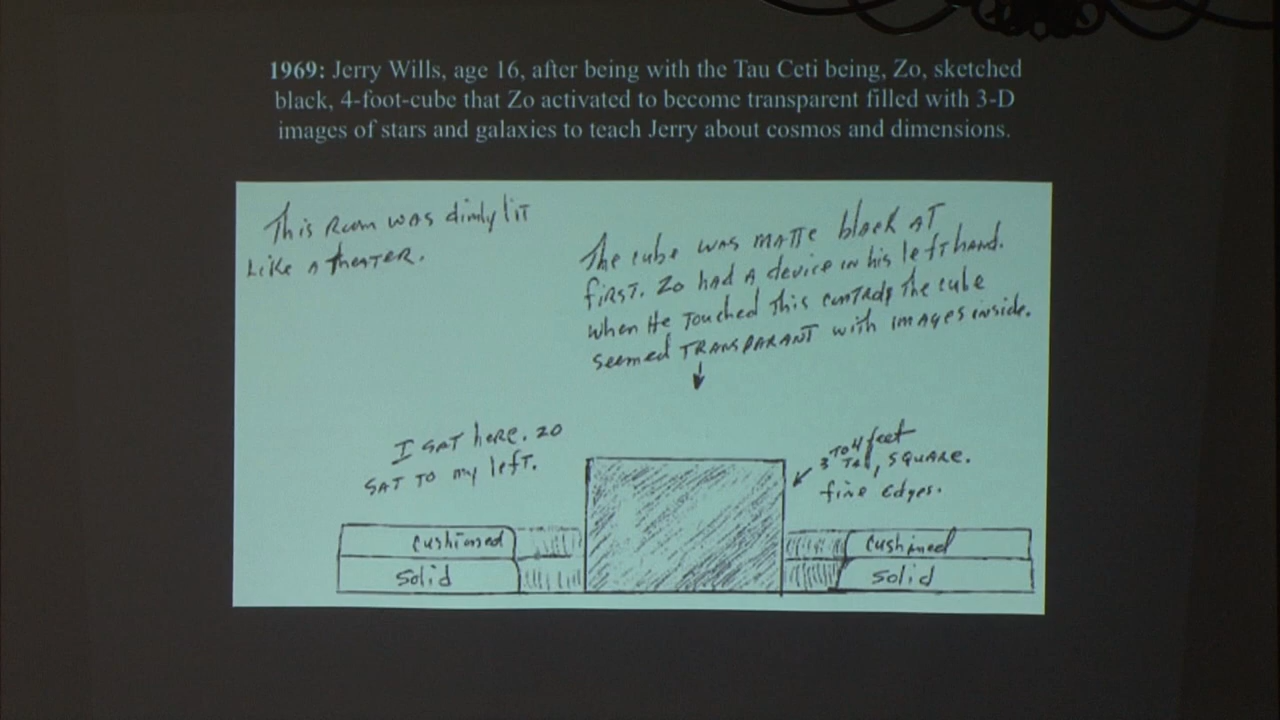 1969: Jerry Wills, age 16, after being with the Tau Ceti being, Zo, sketched
black, 4-foot-cube that Zo activated to become transparent filled with 3-D
images of stars and galaxies to teach Jerry about cosmos and dimensions.
This Room was dimly lit
Like a theater.
The cube was matte black at
first. Zo had a device in his left hand.
when He touched this control the cube
seemed TRANSPARANT with images inside.
I sat here. Zo
sat to my left.
3 to 4 feet
square.
fine edges.
cushioned
solid
cushioned
solid